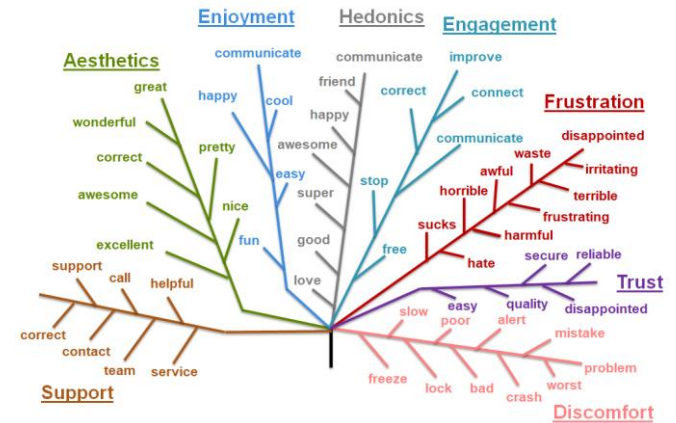 Enjoyment
Hedonics
Engagement
Aesthetics
Frustration
Trust
Support
Discomfort
great
wonderful
correct
pretty
awesome
nice
excellent
communicate
happy
cool
easy
fun
communicate
friend
happy
awesome
super
good
love
improve
correct
connect
communicate
stop
free
disappointed
waste
irritating
awful
terrible
horrible
frustrating
sucks
harmful
hate
secure
reliable
easy
quality
disappointed
support
call
helpful
correct
contact
team
service
slow
poor
alert
mistake
problem
freeze
lock
bad
crash
worst